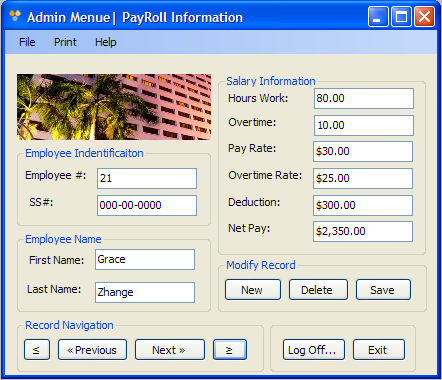 Admin Menue| PayRoll Information
File Print Help
Employee Indentificaiton
Employee #: 21
SS#: 000-00-0000
Employee Name
First Name: Grace
Last Name: Zhange
Salary Information
Hours Work: 80.00
Overtime: 10.00
Pay Rate: $30.00
Overtime Rate: $25.00
Deduction: $300.00
Net Pay: $2,350.00
Modify Record
New Delete Save
Record Navigation
≤ « Previous Next » ≥
Log Off... Exit